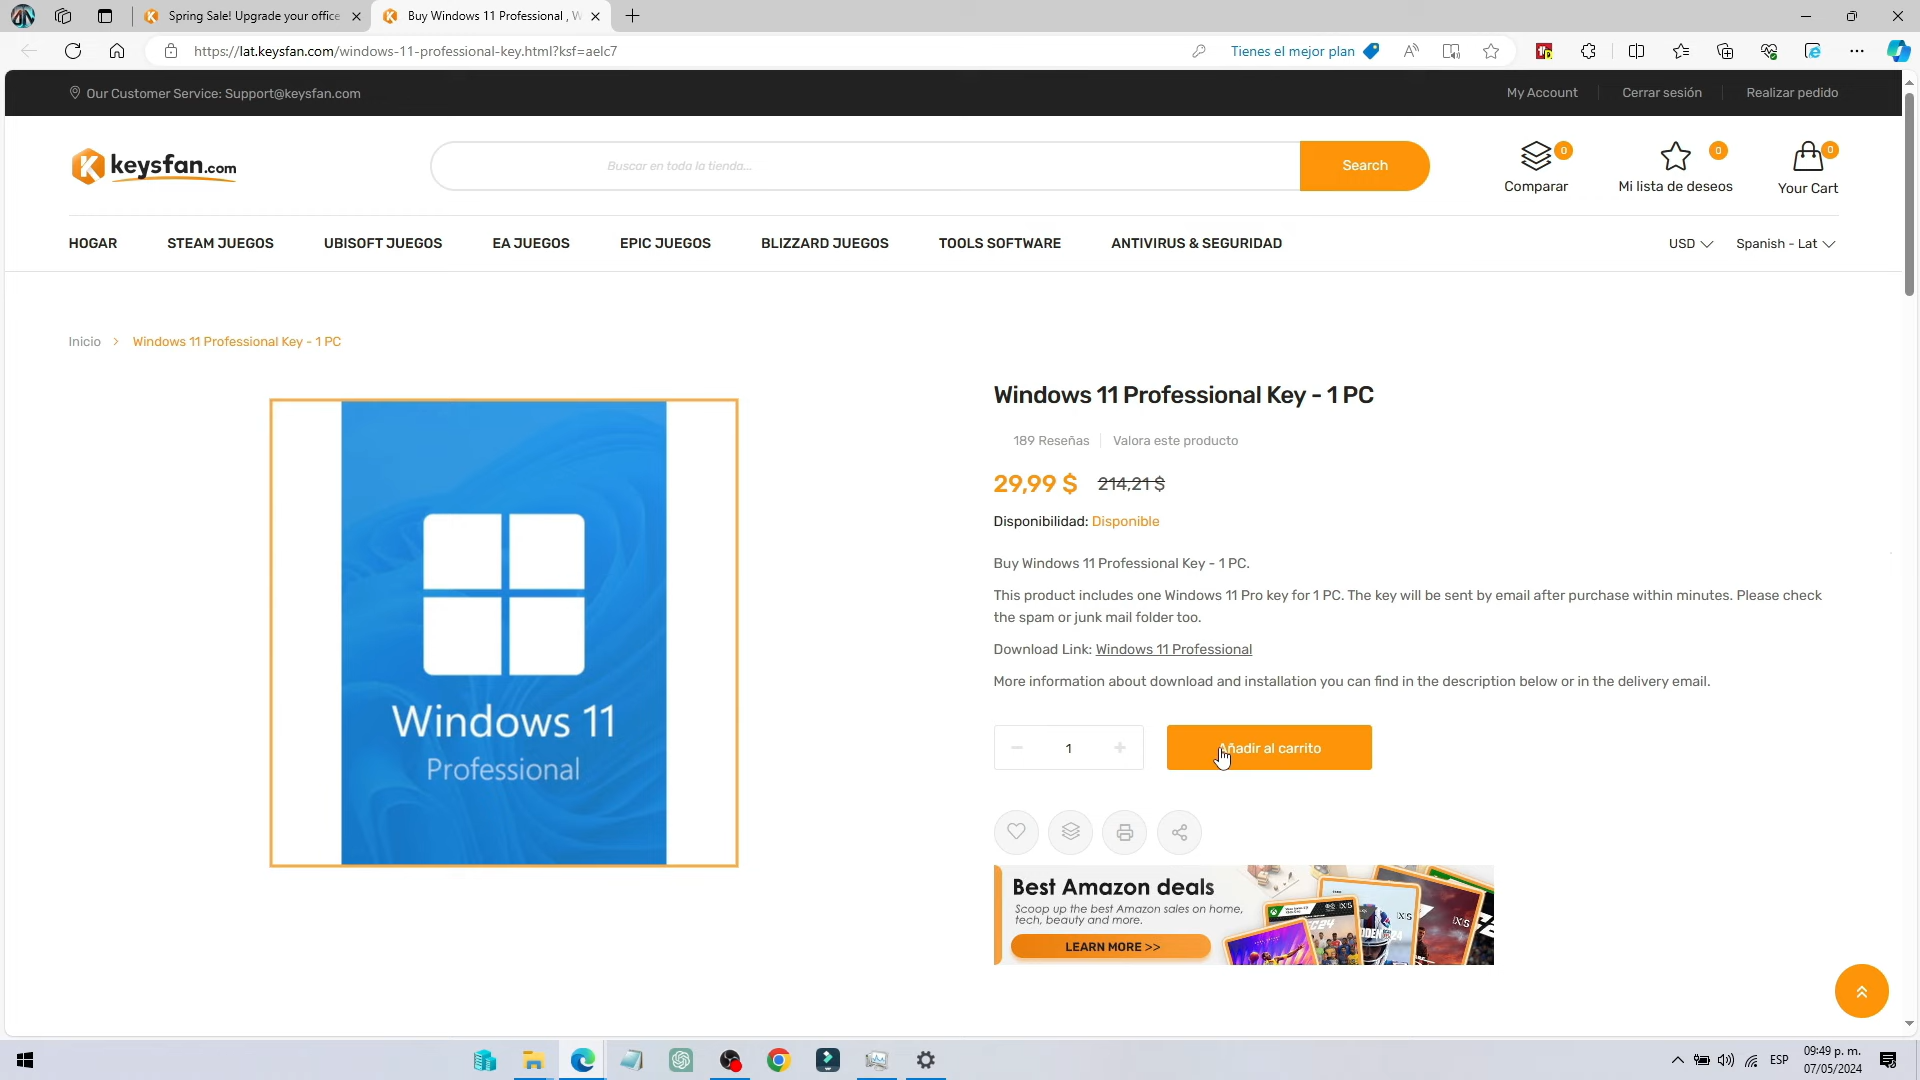 Spring Sale! Upgrade your office
Buy Windows 11 Professional , W
https://lat.keysfan.com/windows-11-professional-key.html?ksf=aelc7
Tienes el mejor plan
Our Customer Service: Support@keysfan.com
My Account
Cerrar sesión
Realizar pedido
keysfan.com
Buscar en toda la tienda...
Search
0
Comparar
0
Mi lista de deseos
0
Your Cart
HOGAR
STEAM JUEGOS
UBISOFT JUEGOS
EA JUEGOS
EPIC JUEGOS
BLIZZARD JUEGOS
TOOLS SOFTWARE
ANTIVIRUS & SEGURIDAD
USD
Spanish - Lat
Inicio > Windows 11 Professional Key - 1 PC
Windows 11
Professional
Windows 11 Professional Key - 1 PC
189 Reseñas
Valora este producto
29,99 $ 214,21 $
Disponibilidad: Disponible
Buy Windows 11 Professional Key - 1 PC.
This product includes one Windows 11 Pro key for 1 PC. The key will be sent by email after purchase within minutes. Please check
the spam or junk mail folder too.
Download Link: Windows 11 Professional
More information about download and installation you can find in the description below or in the delivery email.
1
Añadir al carrito
Best Amazon deals
Scoop up the best Amazon sales on home,
tech, beauty and more.
LEARN MORE >>
ESP
09:49 p. m.
07/05/2024